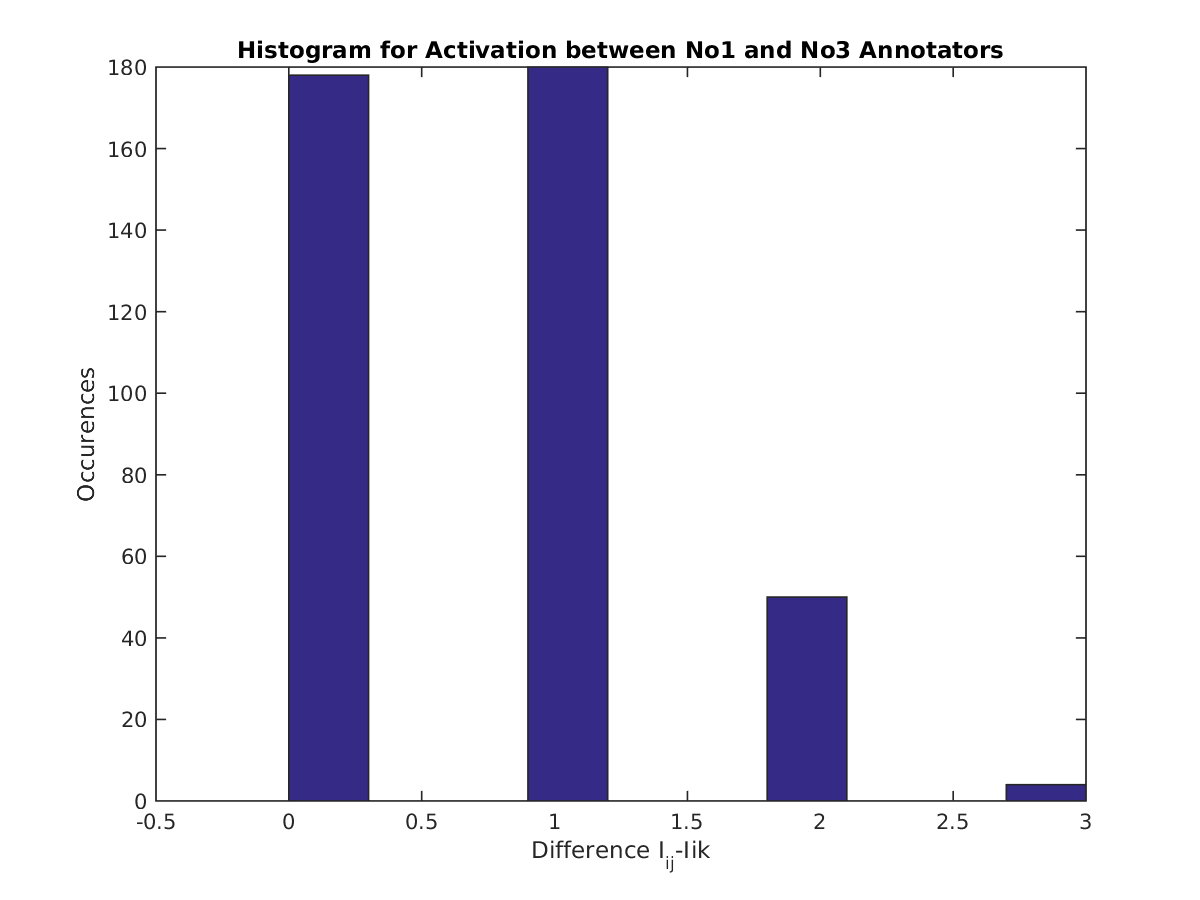 Histogram for Activation between No1 and No3 Annotators
180
160
140
120
100
80
60
40
20
0
Occurences
-0.5 0 0.5 1 1.5 2 2.5 3
Difference I_ij-Iik